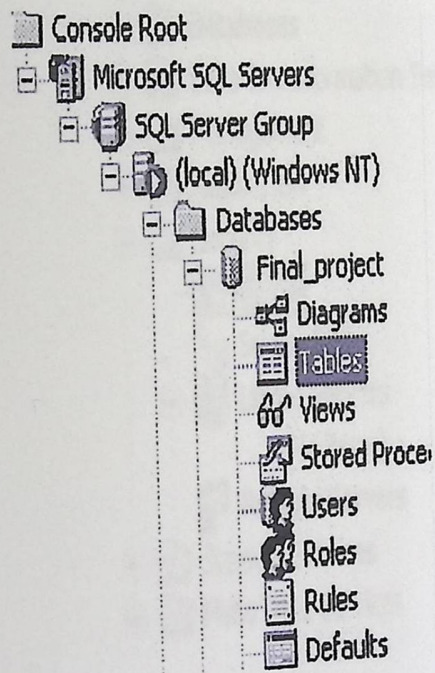 Console Root
Microsoft SQL Servers
SQL Server Group
(local) (Windows NT)
Databases
Final_project
Diagrams
Tables
Views
Stored Proce
Users
Roles
Rules
Defaults